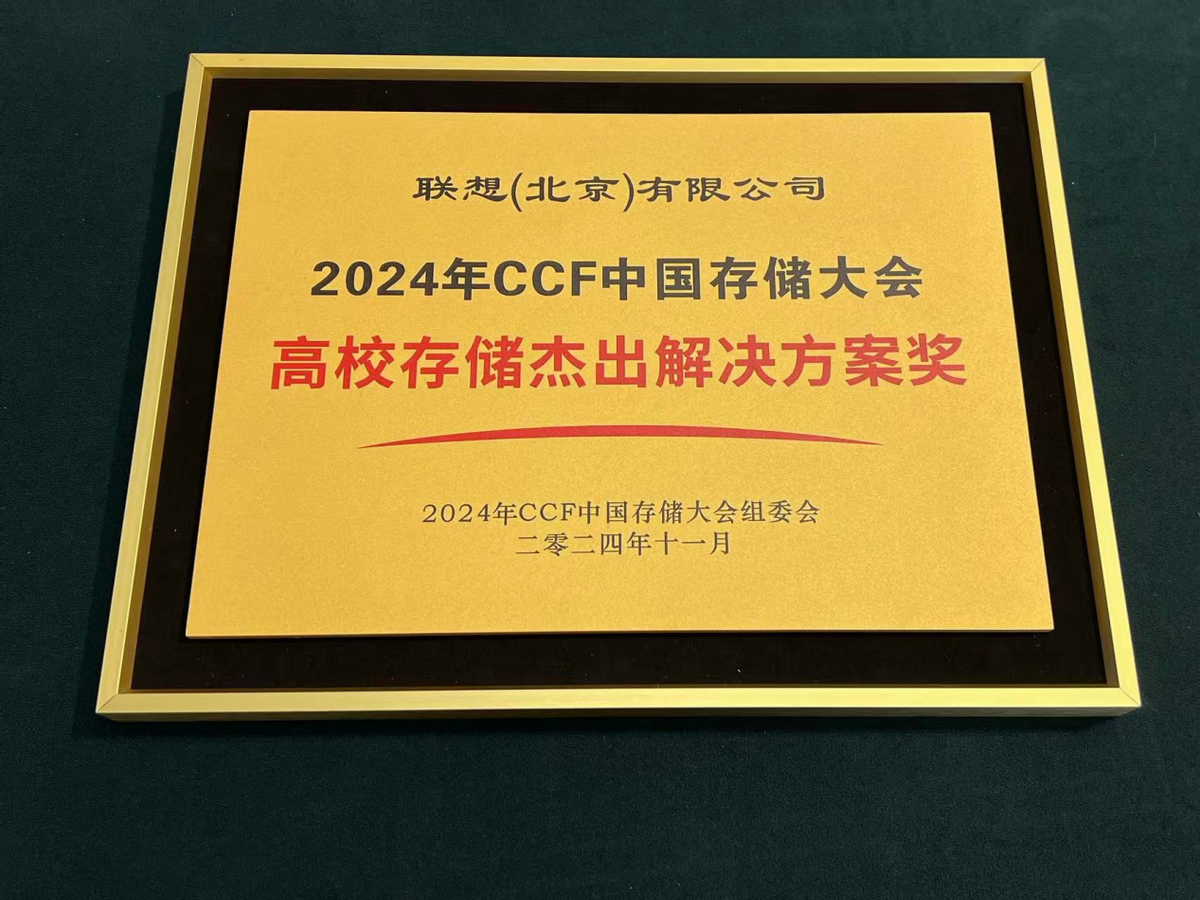 联想(北京)有限公司
2024年CCF中国存储大会
高校存储杰出解决方案奖
2024年CCF中国存储大会组委会
二零二四年十一月